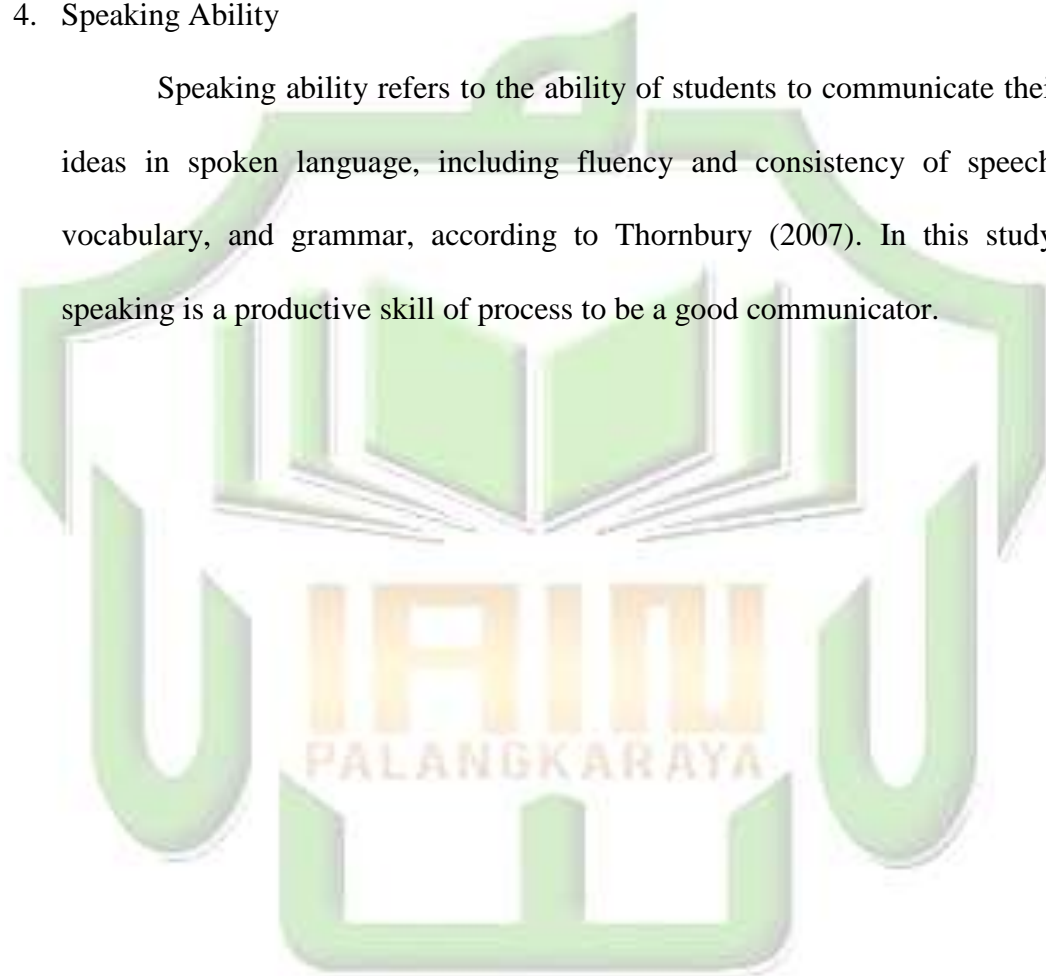 4. Speaking Ability
Speaking ability refers to the ability of students to communicate thei
ideas in spoken language, including fluency and consistency of speech
vocabulary, and grammar, according to Thornbury (2007). In this study
speaking is a productive skill of process to be a good communicator.
IAIN
PALANGKARAYA